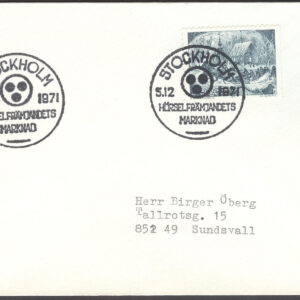 STOCKHOLM
1971
HÖRSELFRÄMJANDETS
MARKNAD
STOCKHOLM
5.12 1971
HÖRSELFRÄMJANDETS
MARKNAD
Herr Birger Öberg
Tallrotsg. 15
852 49 Sundsvall